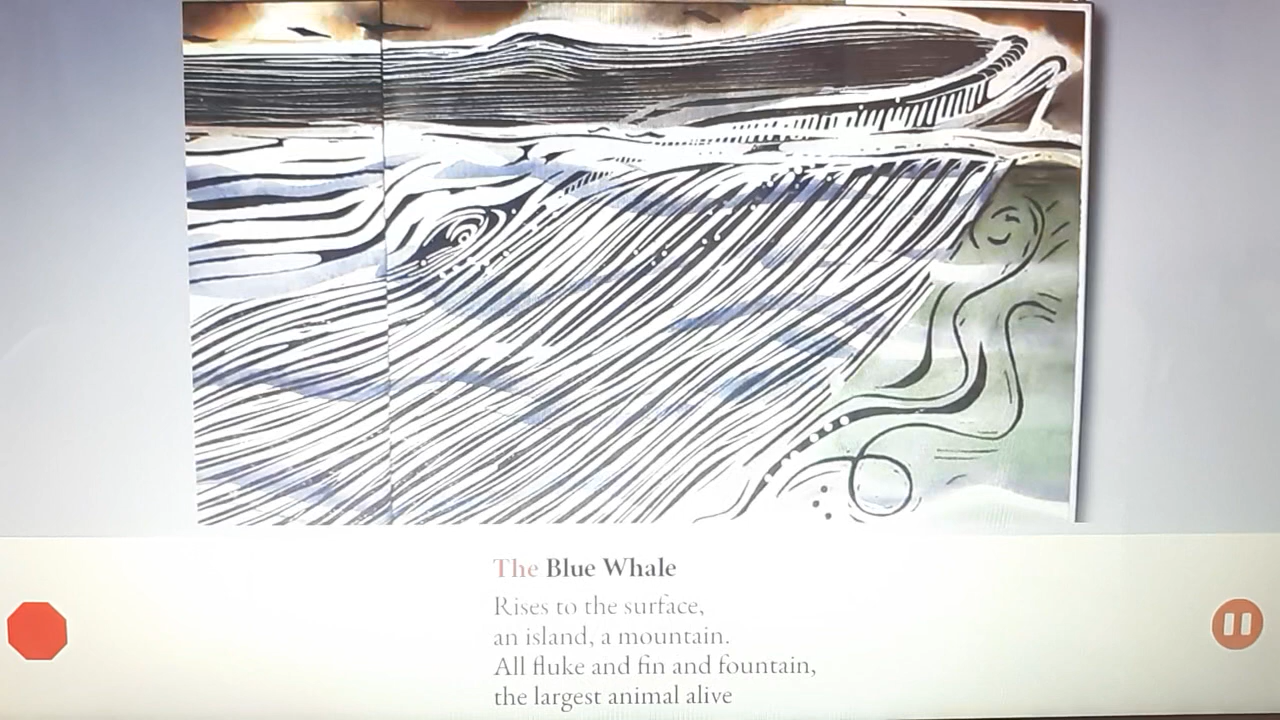 The Blue Whale
Rises to the surface,
an island, a mountain.
All fluke and fin and fountain,
the largest animal alive